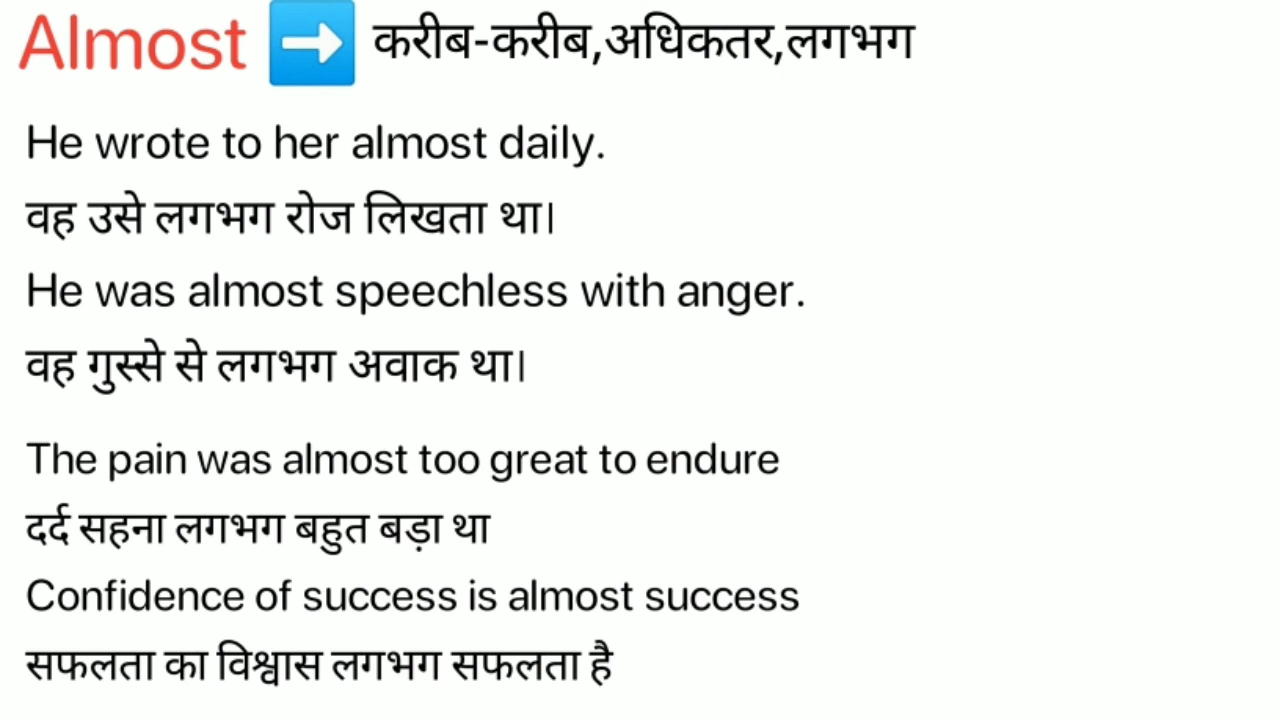 Almost ➡️ करीब-करीब,अधिकतर,लगभग
He wrote to her almost daily.
वह उसे लगभग रोज लिखता था।
He was almost speechless with anger.
वह गुस्से से लगभग अवाक था।
The pain was almost too great to endure
दर्द सहना लगभग बहुत बड़ा था
Confidence of success is almost success
सफलता का विश्वास लगभग सफलता है